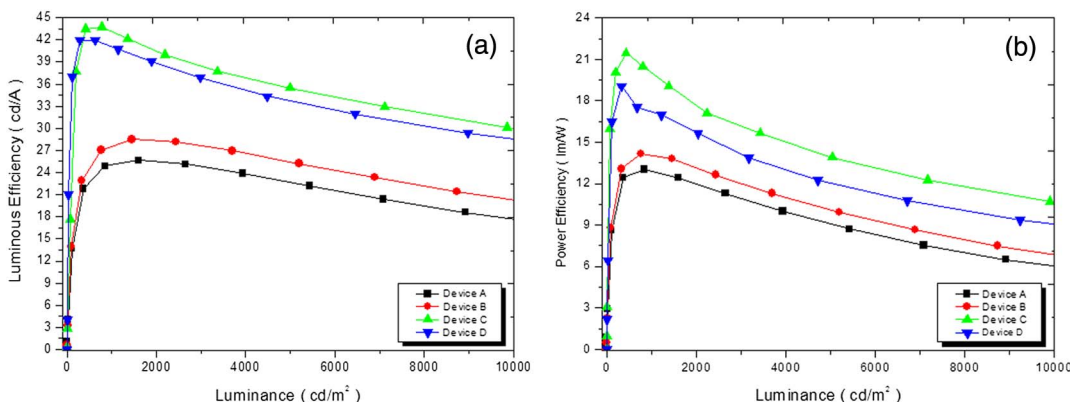 (a)
Luminous Efficiency ( cd/A )
45
42
39
36
33
30
27
24
21
18
15
12
9
6
3
0
0
2000
4000
6000
8000
10000
Luminance ( cd/m² )
Device A
Device B
Device C
Device D
(b)
Power Efficiency ( lm/W )
24
21
18
15
12
9
6
3
0
0
2000
4000
6000
8000
10000
Luminance ( cd/m² )
Device A
Device B
Device C
Device D